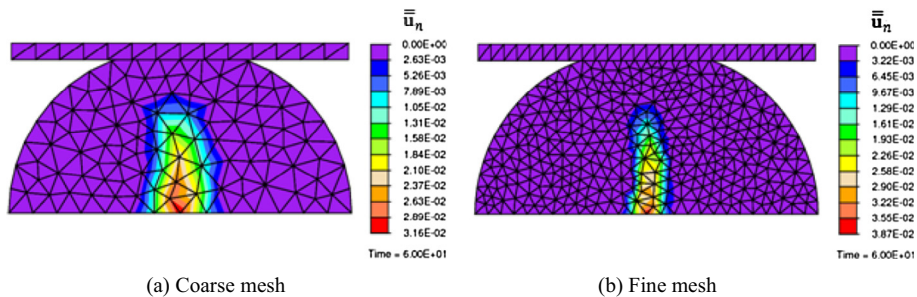 u̿ₙ
0.00E+00
2.63E-03
5.26E-03
7.89E-03
1.05E-02
1.31E-02
1.58E-02
1.84E-02
2.10E-02
2.37E-02
2.63E-02
2.89E-02
3.16E-02
Time = 6.00E+01
(a) Coarse mesh
u̿ₙ
0.00E+00
3.22E-03
6.45E-03
9.67E-03
1.29E-02
1.61E-02
1.93E-02
2.26E-02
2.58E-02
2.90E-02
3.22E-02
3.55E-02
3.87E-02
Time = 6.00E+01
(b) Fine mesh